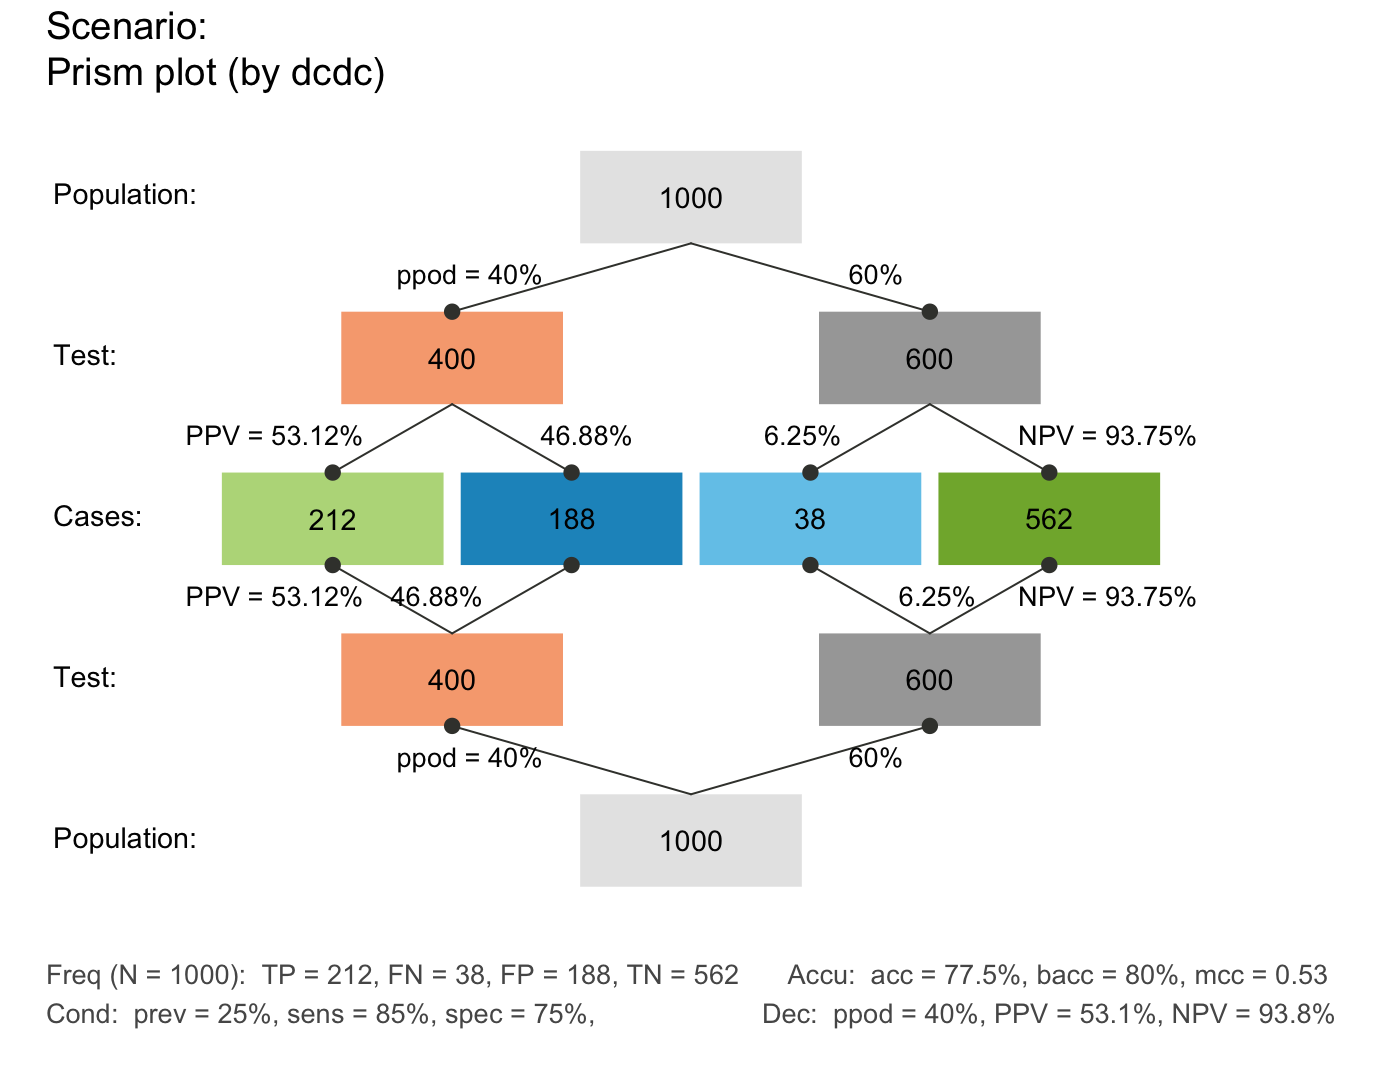 Scenario:
Prism plot (by dcdc)
Population:
1000
ppod = 40%
60%
Test:
400
600
PPV = 53.12%
46.88%
6.25%
NPV = 93.75%
Cases:
212
188
38
562
PPV = 53.12%
46.88%
6.25%
NPV = 93.75%
Test:
400
600
ppod = 40%
60%
Population:
1000
Freq (N = 1000):  TP = 212, FN = 38, FP = 188, TN = 562
Accu:  acc = 77.5%, bacc = 80%, mcc = 0.53
Cond:  prev = 25%, sens = 85%, spec = 75%,
Dec:  ppod = 40%, PPV = 53.1%, NPV = 93.8%